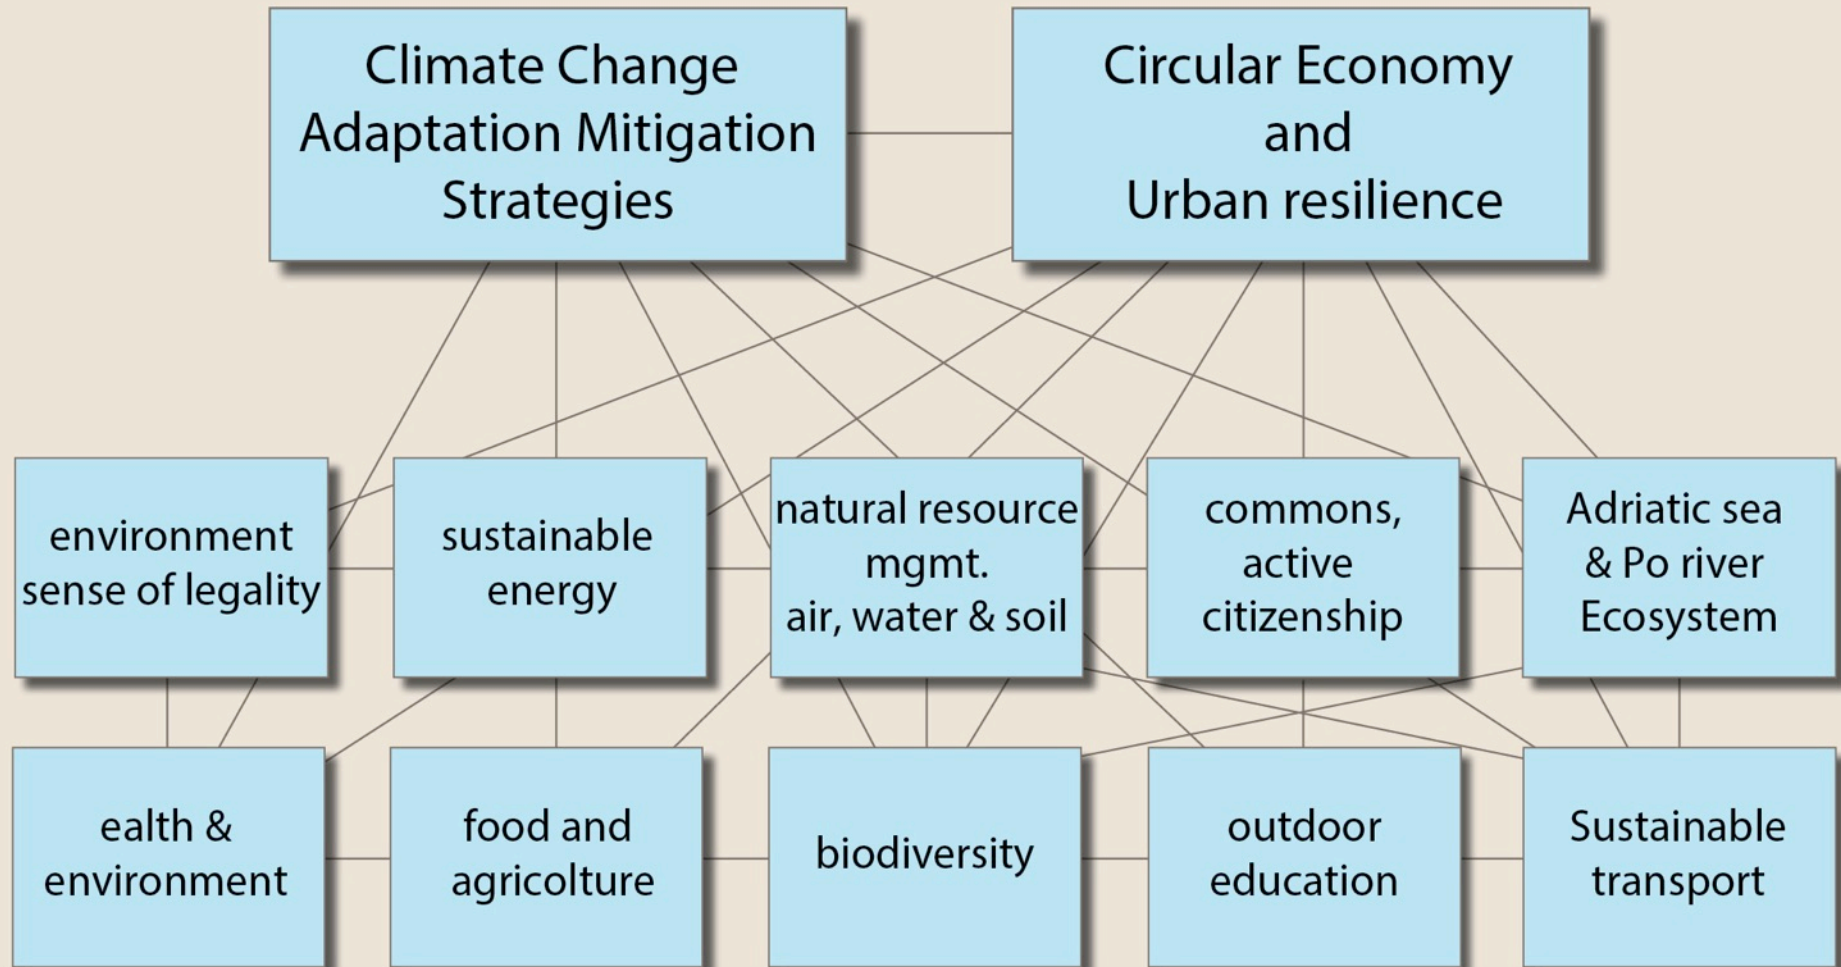 Climate Change
Adaptation Mitigation
Strategies
Circular Economy
and
Urban resilience
environment
sense of legality
sustainable
energy
natural resource
mgmt.
air, water & soil
commons,
active
citizenship
Adriatic sea
& Po river
Ecosystem
ealth &
environment
food and
agricolture
biodiversity
outdoor
education
Sustainable
transport